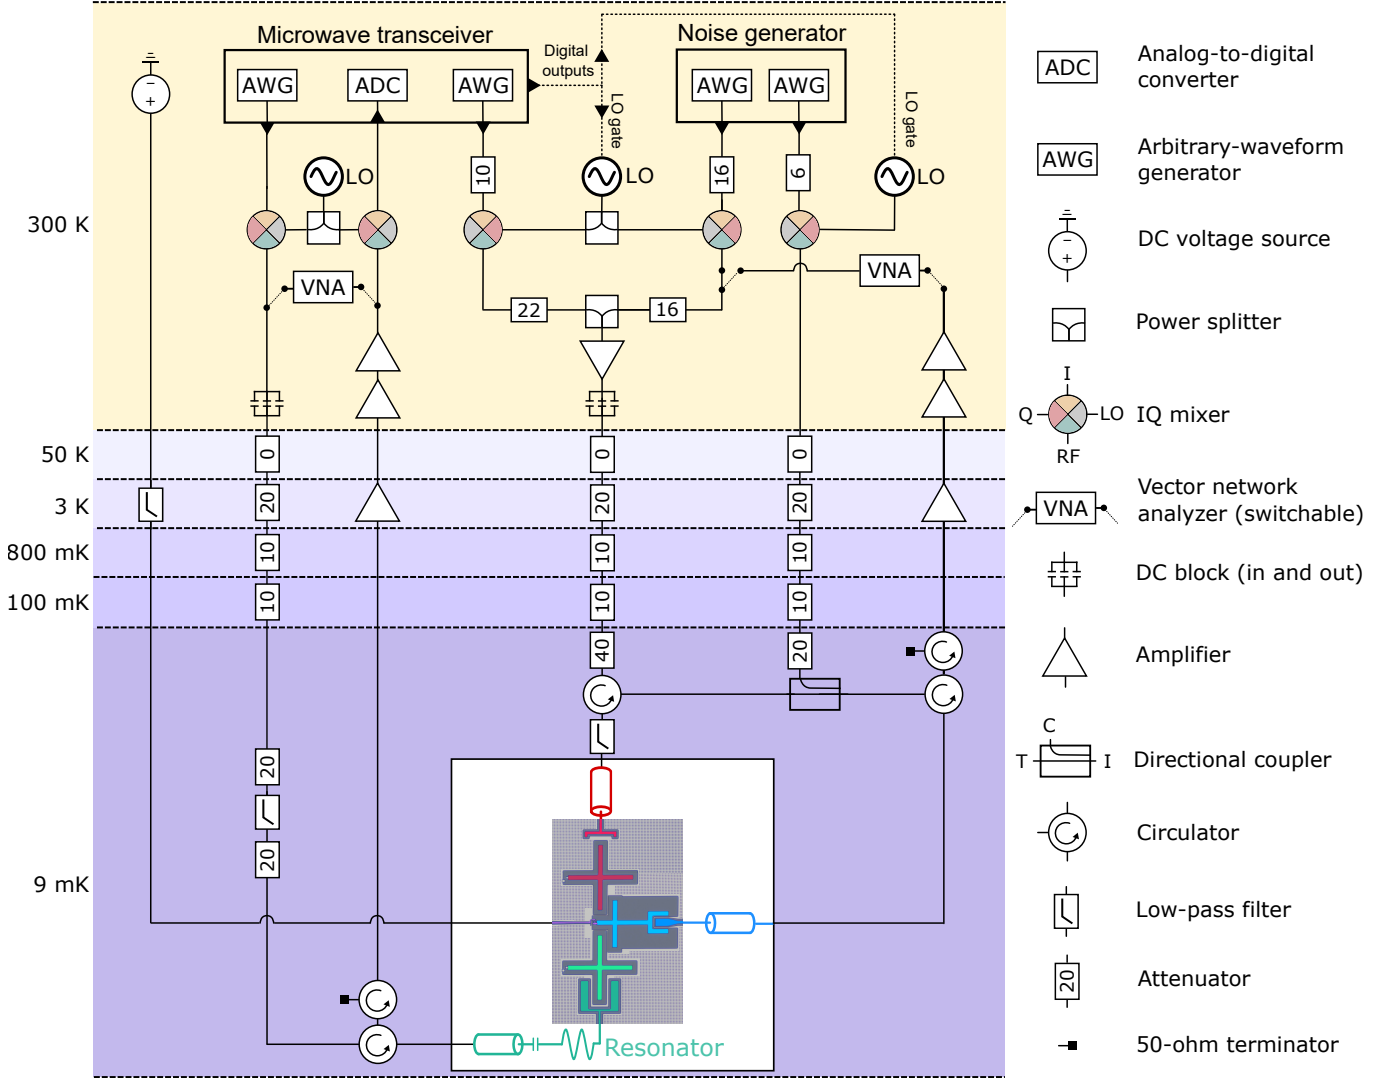 Microwave transceiver
Noise generator
Digital
outputs
AWG
ADC
AWG
AWG
AWG
LO gate
LO gate
10
16
6
LO
LO
LO
300 K
VNA
VNA
22
16
50 K
0
0
0
3 K
20
20
20
800 mK
10
10
10
100 mK
10
10
10
40
20
20
20
9 mK
Resonator
ADC
Analog-to-digital
converter
AWG
Arbitrary-waveform
generator
−
+
DC voltage source
−
+
Power splitter
I
Q
LO
IQ mixer
RF
VNA
Vector network
analyzer (switchable)
DC block (in and out)
Amplifier
C
T
I
Directional coupler
Circulator
Low-pass filter
20
Attenuator
50-ohm terminator